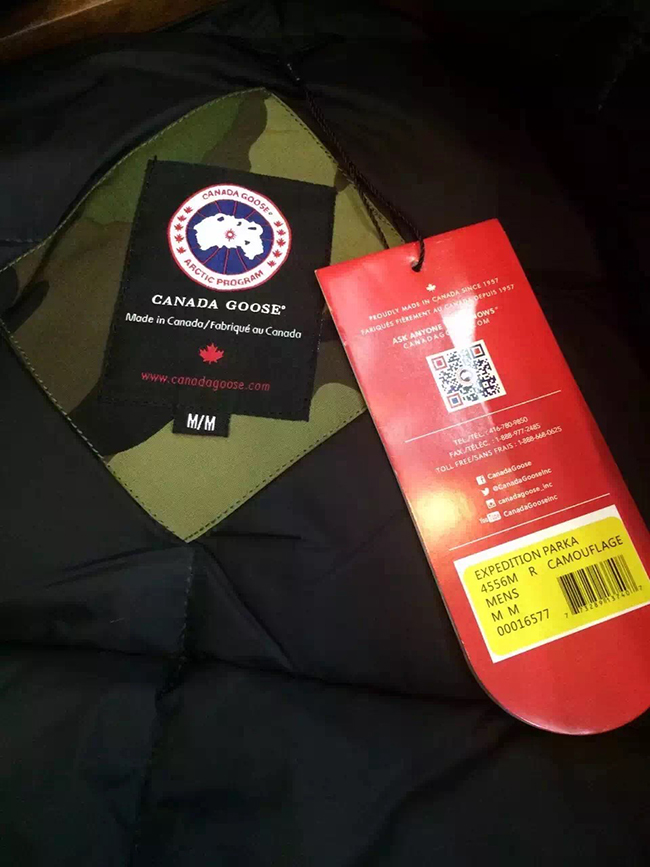 CANADA GOOSE®
ARCTIC PROGRAM
CANADA GOOSE®
Made in Canada/Fabriqué au Canada
www.canadagoose.com
M/M
PROUDLY MADE IN CANADA SINCE 1957
FABRIQUÉS FIÈREMENT AU CANADA DEPUIS 1957
ASK ANYONE
CANADAG
TEL/TÉL.: 416-780-9850
FAX/TÉLÉC.: 1-888-977-2485
TOLL FREE/SANS FRAIS: 1-888-668-0625
CanadaGoose
@CanadaGooseInc
canadagoose_inc
CanadaGooseinc
EXPEDITION PARKA
4556M R CAMOUFLAGE
MENS
M M
00016577